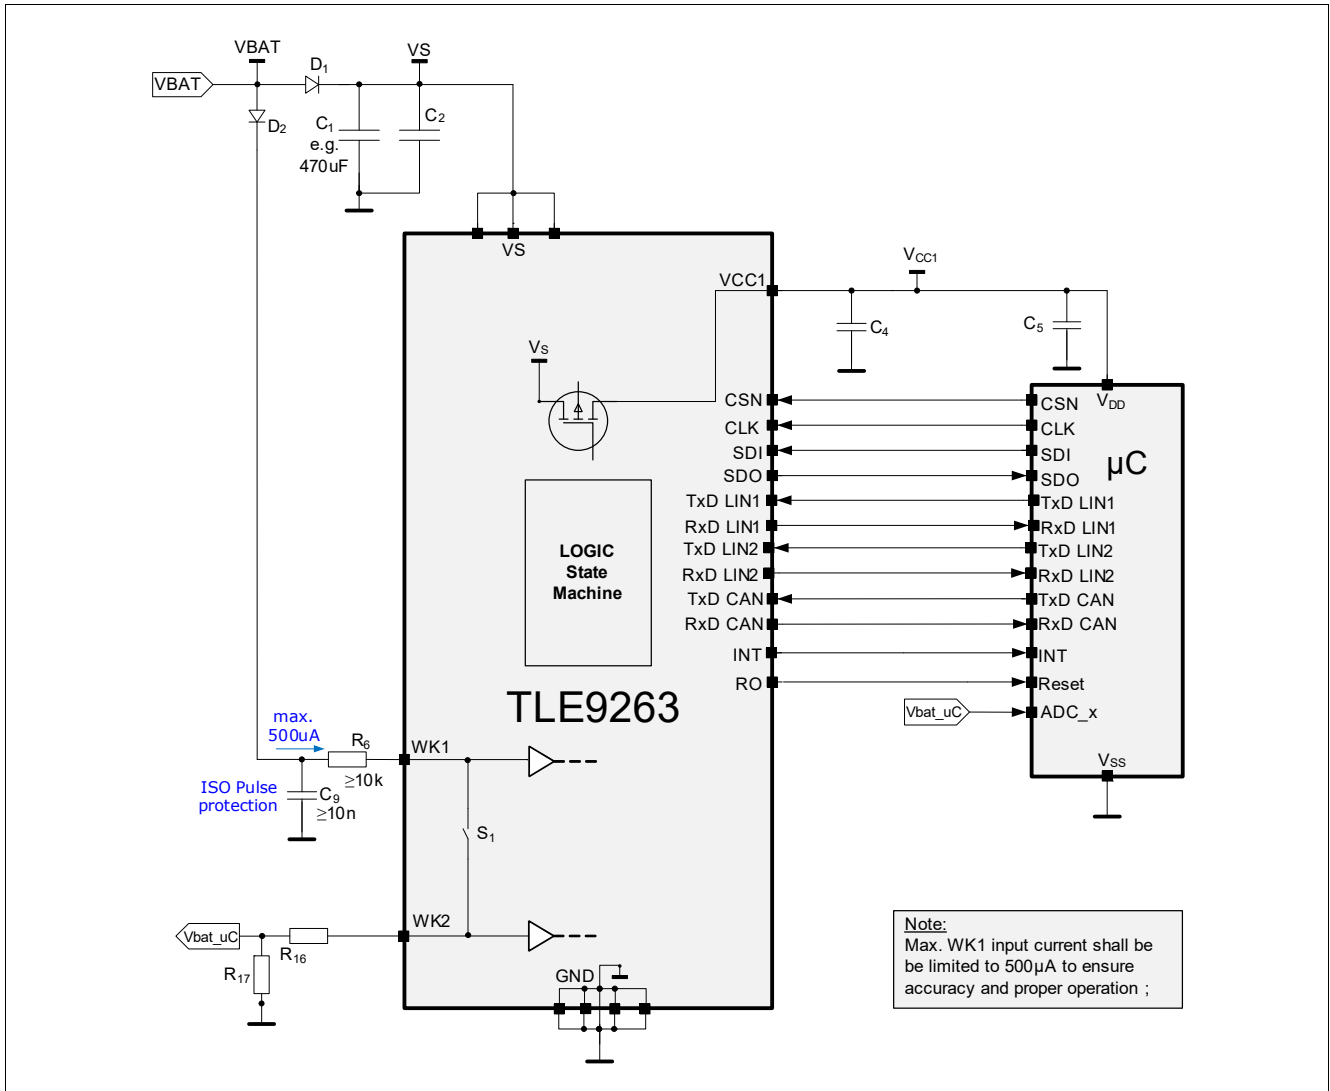 VBAT
VS
VBAT
D1
D2
C1
e.g.
470uF
C2
VS
VCC1
VCC1
C4
C5
VS
CSN
CLK
SDI
SDO
TxD LIN1
RxD LIN1
TxD LIN2
RxD LIN2
TxD CAN
RxD CAN
INT
RO
CSN
VDD
CLK
SDI
µC
SDO
TxD LIN1
RxD LIN1
TxD LIN2
RxD LIN2
TxD CAN
RxD CAN
INT
Reset
Vbat_uC
ADC_x
VSS
LOGIC
State
Machine
TLE9263
max.
500uA
R6
≥10k
WK1
ISO Pulse
protection
C9
≥10n
S1
WK2
Vbat_uC
R16
R17
GND
Note:
Max. WK1 input current shall be
be limited to 500µA to ensure
accuracy and proper operation ;